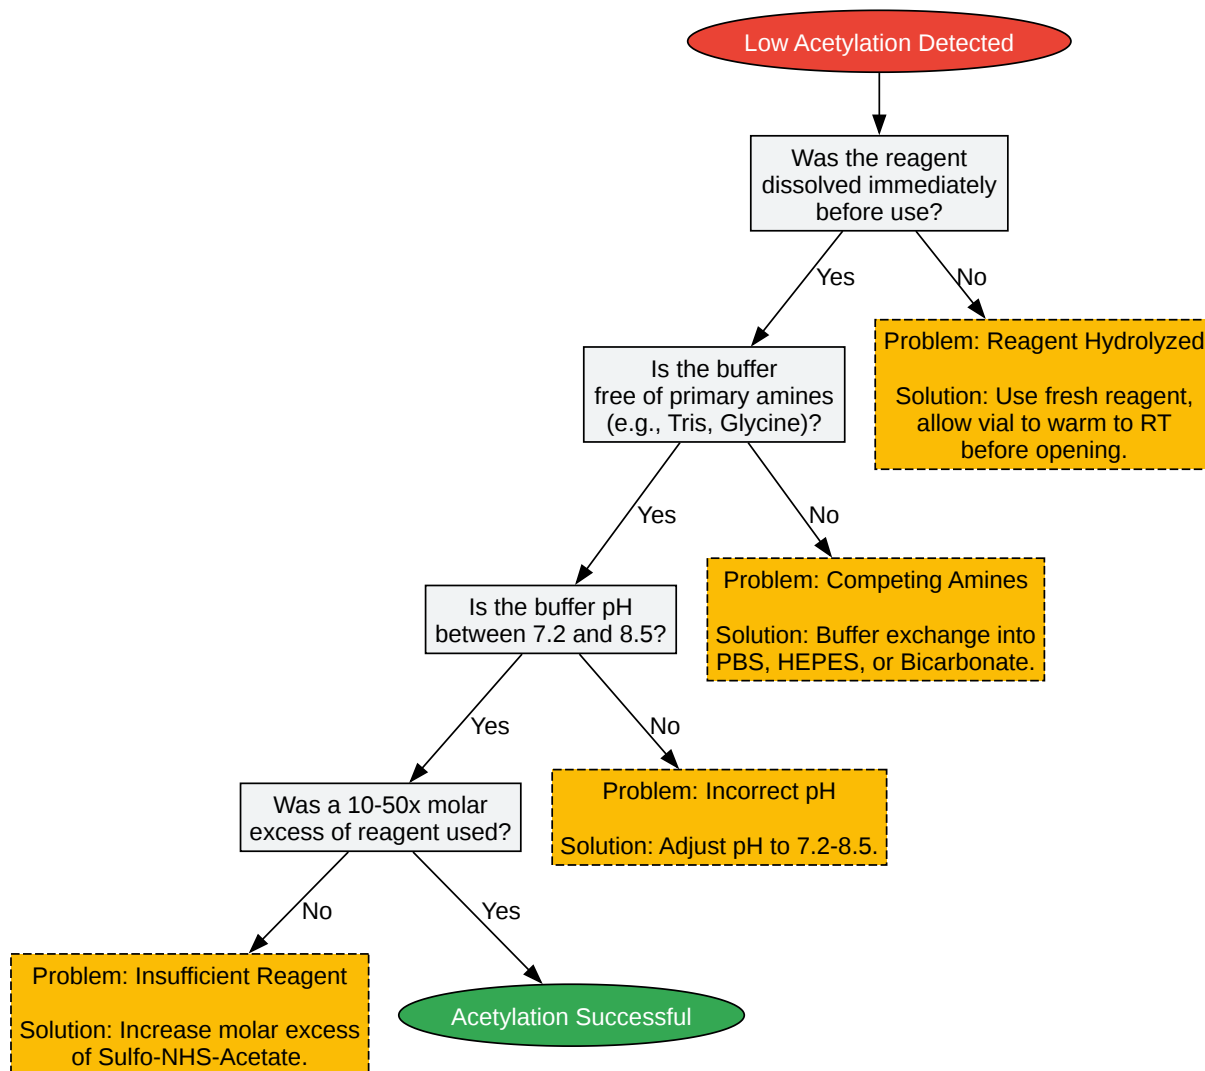 Low Acetylation Detected
Was the reagent
dissolved immediately
before use?
Yes
No
Problem: Reagent Hydrolyzed
Solution: Use fresh reagent,
allow vial to warm to RT
before opening.
Is the buffer
free of primary amines
(e.g., Tris, Glycine)?
Yes
No
Problem: Competing Amines
Solution: Buffer exchange into
PBS, HEPES, or Bicarbonate.
Is the buffer pH
between 7.2 and 8.5?
Yes
No
Problem: Incorrect pH
Solution: Adjust pH to 7.2-8.5.
Was a 10-50x molar
excess of reagent used?
No
Yes
Problem: Insufficient Reagent
Solution: Increase molar excess
of Sulfo-NHS-Acetate.
Acetylation Successful